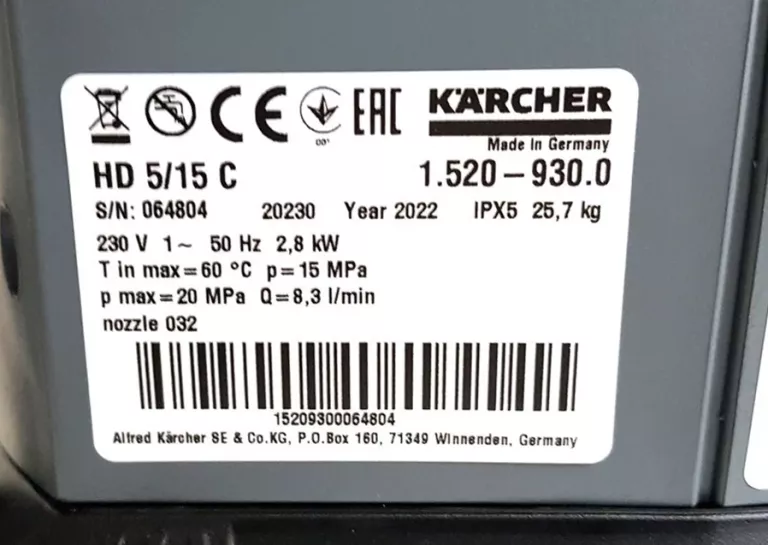 CE EAC KÄRCHER
Made in Germany
HD 5/15 C 1.520-930.0
S/N: 064804 20230 Year 2022 IPX5 25,7 kg
230 V 1~ 50 Hz 2,8 kW
T in max=60 °C p=15 MPa
p max=20 MPa Q=8,3 l/min
nozzle 032
15209300064804
Alfred Kärcher SE & Co.KG, P.O.Box 160, 71349 Winnenden, Germany